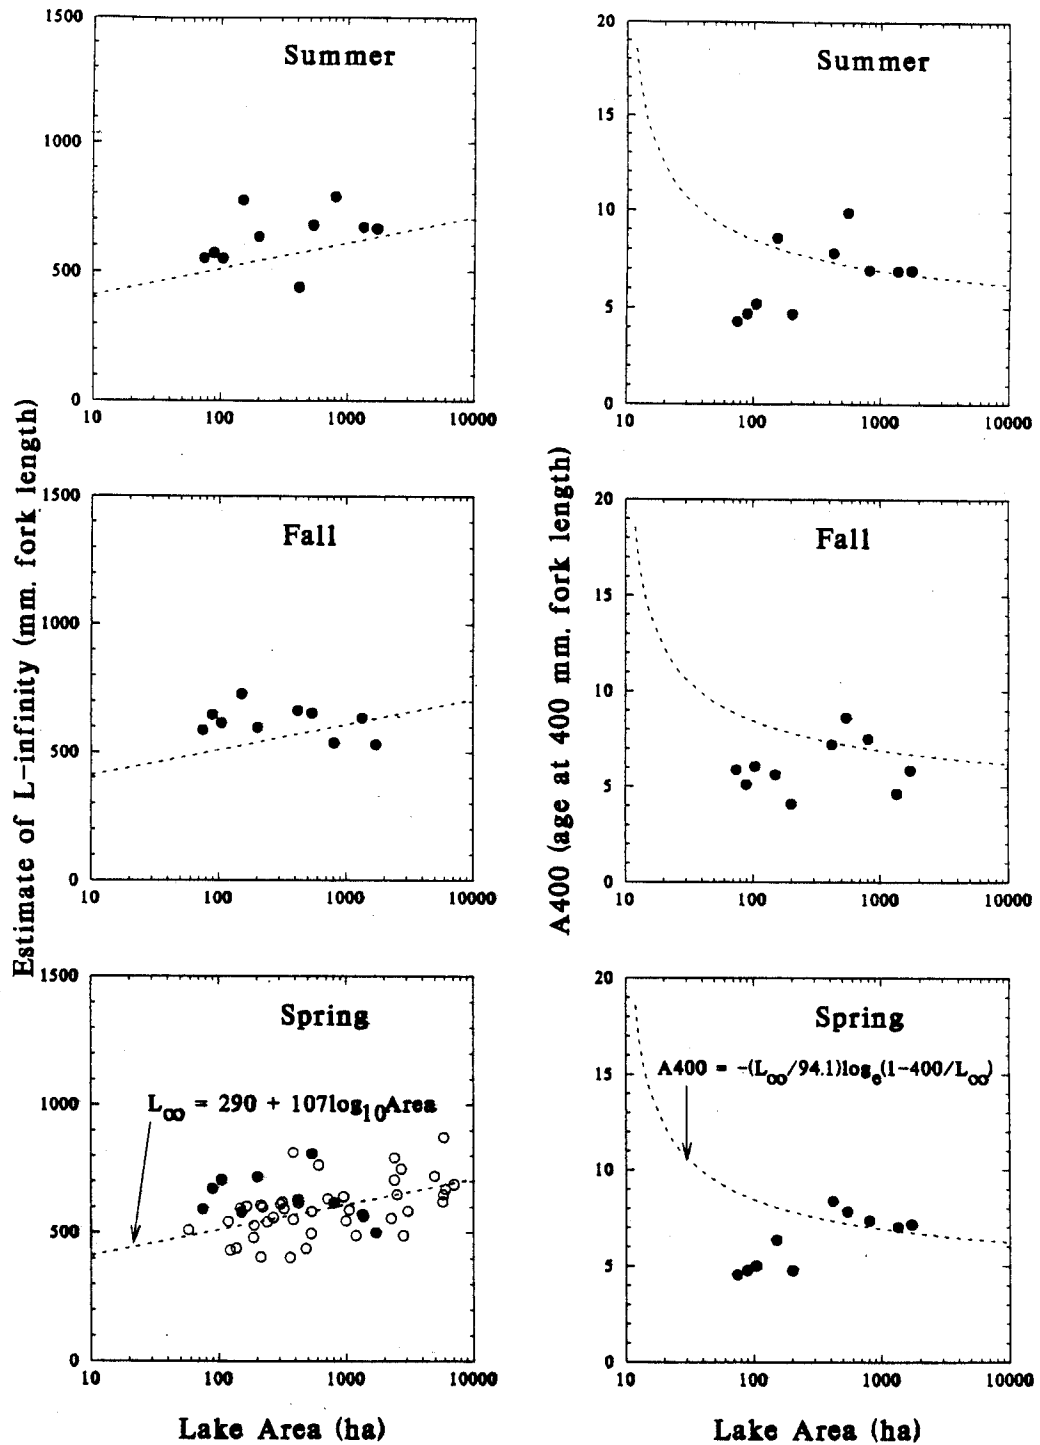 Estimate of L-infinity (mm. fork length)
1500
1000
500
0
Summer
10 100 1000 10000
1500
1000
500
0
Fall
10 100 1000 10000
1500
1000
500
0
Spring
L∞ = 290 + 107log10Area
10 100 1000 10000
Lake Area (ha)
A400 (age at 400 mm. fork length)
20
15
10
5
0
Summer
10 100 1000 10000
20
15
10
5
0
Fall
10 100 1000 10000
20
15
10
5
0
Spring
A400 = -(L∞/94.1)loge(1-400/L∞)
10 100 1000 10000
Lake Area (ha)